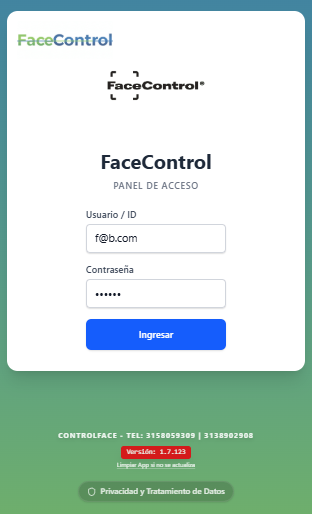 FaceControl
FaceControl®
FaceControl
PANEL DE ACCESO
Usuario / ID
f@b.com
Contraseña
••••••
Ingresar
CONTROLFACE - TEL: 3158059309 | 3138902908
Versión: 1.7.123
Limpiar App si no se actualiza
Privacidad y Tratamiento de Datos